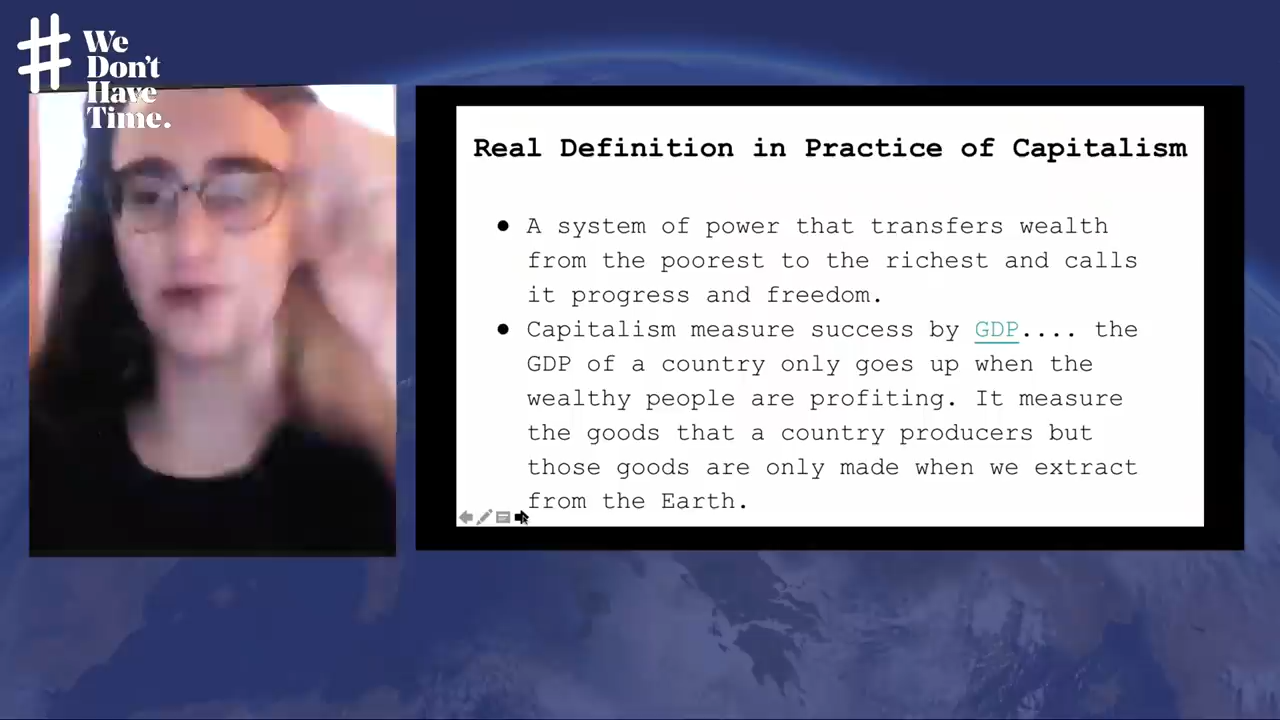 #
We
Don't
Have
Time.
Real Definition in Practice of Capitalism
● A system of power that transfers wealth
from the poorest to the richest and calls
it progress and freedom.
● Capitalism measure success by GDP.... the
GDP of a country only goes up when the
wealthy people are profiting. It measure
the goods that a country producers but
those goods are only made when we extract
from the Earth.